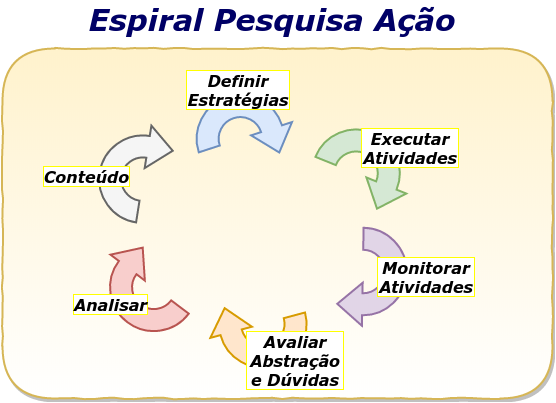 Espiral Pesquisa Ação
Definir
Estratégias
Executar
Atividades
Monitorar
Atividades
Avaliar
Abstração
e Dúvidas
Analisar
Conteúdo